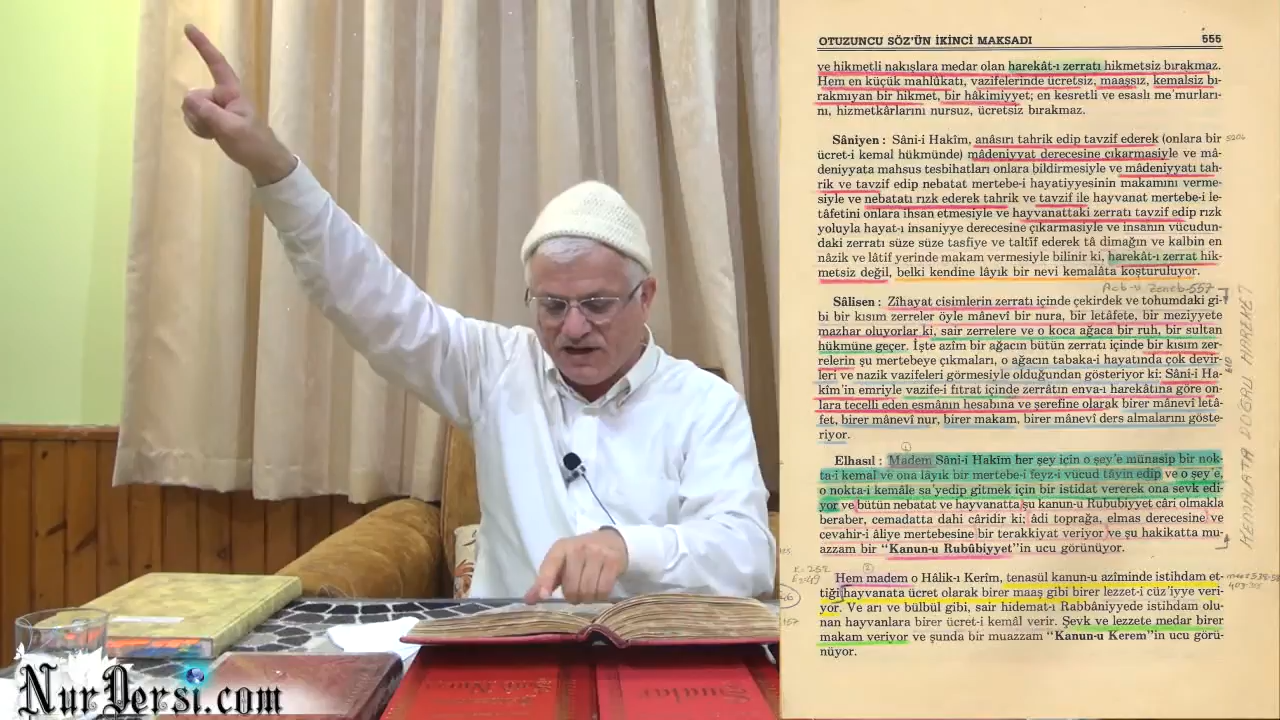 OTUZUNCU SÖZ'ÜN İKİNCİ MAKSADI 555
ve hikmetli nakışlara medar olan harekât-ı zerratı hikmetsiz bırakmaz.
Hem en küçük mahlûkatı, vazifelerinde ücretsiz, maaşsız, kemalsiz bı-
rakmıyan bir hikmet, bir hâkimiyyet; en kesretli ve esaslı me'murları-
nı, hizmetkârlarını nursuz, ücretsiz bırakmaz.
Sâniyen : Sâni-i Hakîm, anâsırı tahrik edip tavzif ederek (onlara bir
ücret-i kemal hükmünde) mâdeniyyat derecesine çıkarmasiyle ve mâ-
deniyyata mahsus tesbihatları onlara bildirmesiyle ve mâdeniyyatı tah-
rik ve tavzif edip nebatat mertebe-i hayatiyyesinin makamını verme-
siyle ve nebatatı rızk ederek tahrik ve tavzif ile hayvanat mertebe-i le-
tâfetini onlara ihsan etmesiyle ve hayvanattaki zerratı tavzif edip rızk
yoluyla hayat-ı insaniyye derecesine çıkarmasiyle ve insanın vücudun-
daki zerratı süze süze tasfiye ve taltîf ederek tâ dimağın ve kalbin en
nâzik ve lâtif yerinde makam vermesiyle bilinir ki, harekât-ı zerrat hik-
metsiz değil, belki kendine lâyık bir nevi kemalâta koşturuluyor.
Sâlisen : Zîhayat cisimlerin zerratı içinde çekirdek ve tohumdaki gi-
bi bir kısım zerreler öyle mânevî bir nura, bir letâfete, bir meziyyete
mazhar oluyorlar ki, sair zerrelere ve o koca ağaca bir ruh, bir sultan
hükmüne geçer. İşte azîm bir ağacın bütün zerratı içinde bir kısım zer-
relerin şu mertebeye çıkmaları, o ağacın tabaka-i hayatında çok devir-
leri ve nazik vazifeleri görmesiyle olduğundan gösteriyor ki: Sâni-i Ha-
kîm'in emriyle vazife-i fıtrat içinde zerrâtın enva-ı harekâtına göre on-
lara tecelli eden esmânın hesabına ve şerefine olarak birer mânevî letâ-
fet, birer mânevî nur, birer makam, birer mânevî ders almalarını göste-
riyor.
Elhasıl : Madem Sâni-i Hakîm her şey için o şey'e münasip bir nok-
ta-i kemal ve ona lâyık bir mertebe-i feyz-i vücud tâyin edip ve o şey'e,
o nokta-i kemâle sa'yedip gitmek için bir istidat vererek ona sevk edi-
yor ve bütün nebatat ve hayvanatta şu kanun-u Rububiyyet câri olmakla
beraber, cemadatta dahi câridir ki; âdi toprağa, elmas derecesine ve
cevahir-i âliye mertebesine bir terakkiyat veriyor ve şu hakikatta mu-
azzam bir "Kanun-u Rubûbiyyet"in ucu görünüyor.
Hem madem o Hâlik-ı Kerîm, tenasül kanun-u azîminde istihdam et-
tiği hayvanata ücret olarak birer maaş gibi birer lezzet-i cüz'iyye veri-
yor. Ve arı ve bülbül gibi, sair hidemat-ı Rabbâniyyede istihdam olu-
nan hayvanlara birer ücret-i kemâl verir. Şevk ve lezzete medar birer
makam veriyor ve şunda bir muazzam "Kanun-u Kerem"in ucu görü-
nüyor.
5204
Acb-üz Zeneb-557
KEMALATA DOĞRU HAREKET
NurDersi.com